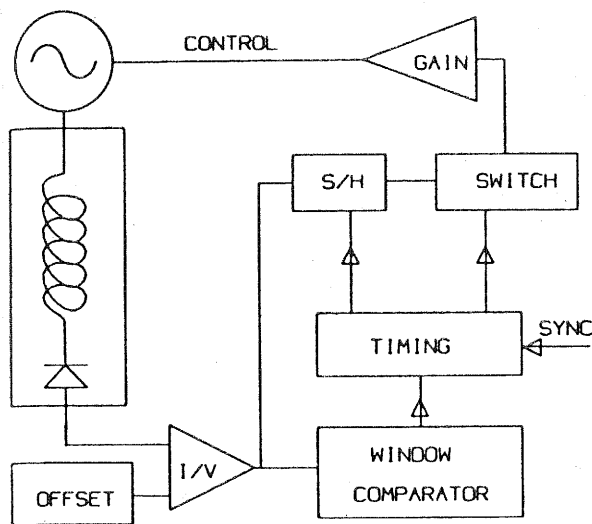 CONTROL
GAIN
S/H
SWITCH
TIMING
SYNC
I/V
WINDOW
COMPARATOR
OFFSET